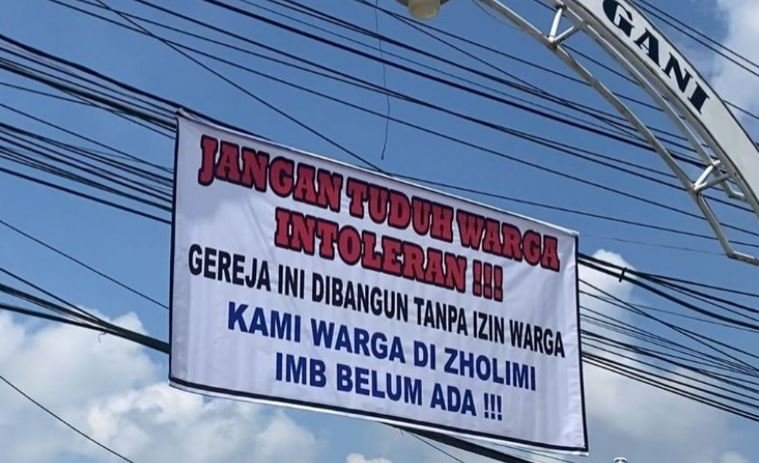 GANI
JANGAN TUDUH WARGA
INTOLERAN !!!
GEREJA INI DIBANGUN TANPA IZIN WARGA
KAMI WARGA DI ZHOLIMI
IMB BELUM ADA !!!